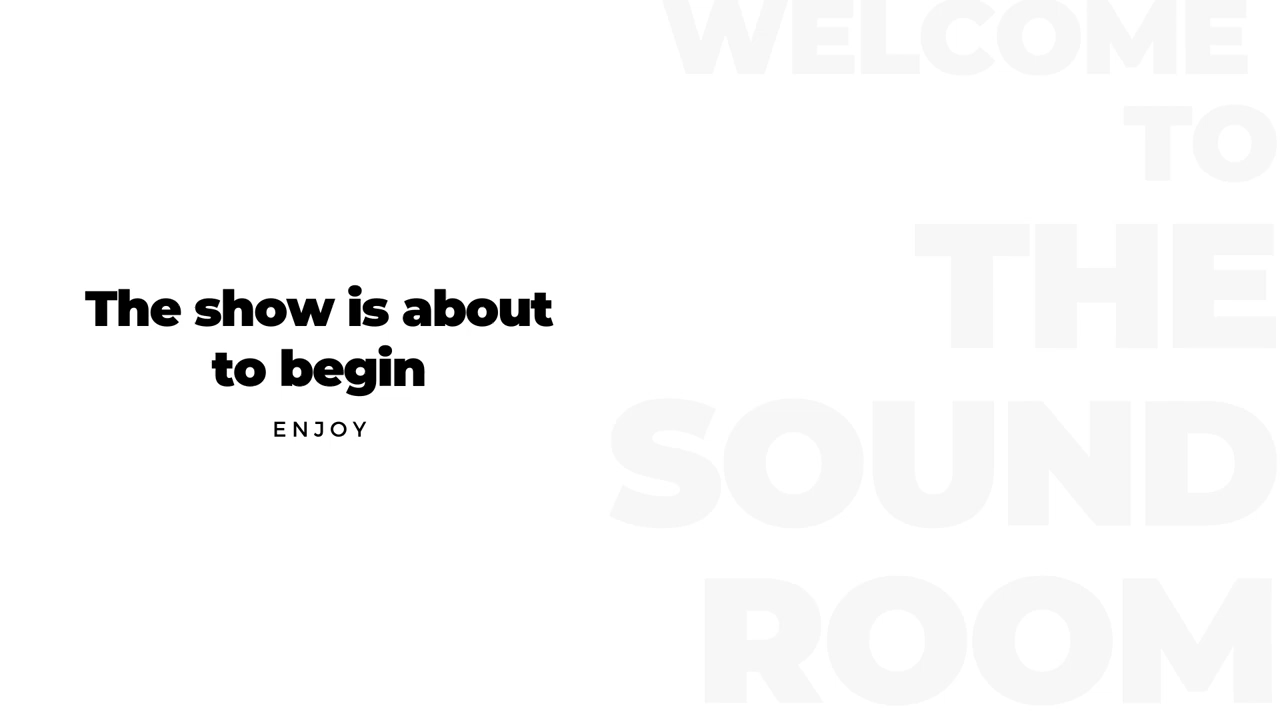 The show is about
to begin
ENJOY
WELCOME
TO
THE
SOUND
ROOM